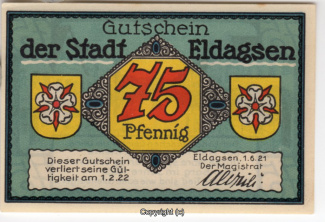 Gutschein
der Stadt Eldagsen
75
Pfennig
Dieser Gutschein
verliert seine Gül-
tigkeit am 1.2.22
Eldagsen, 1.6.21
Der Magistrat
Copyright (c)